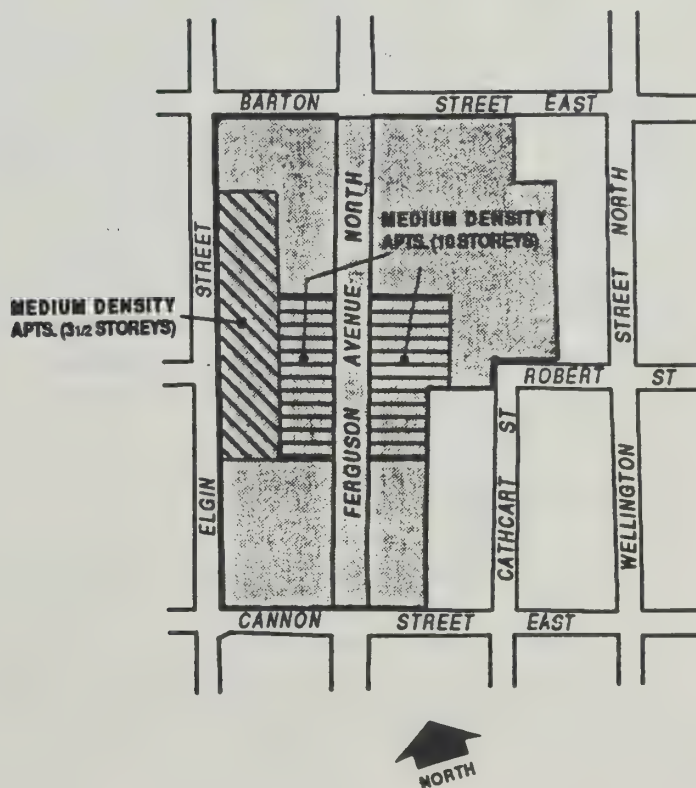 BARTON STREET EAST
STREET NORTH
MEDIUM DENSITY
APTS. (10 STOREYS)
FERGUSON AVENUE NORTH
MEDIUM DENSITY
APTS. (3 1/2 STOREYS)
ELGIN STREET
ROBERT ST
CATHCART ST
WELLINGTON
CANNON STREET EAST
NORTH